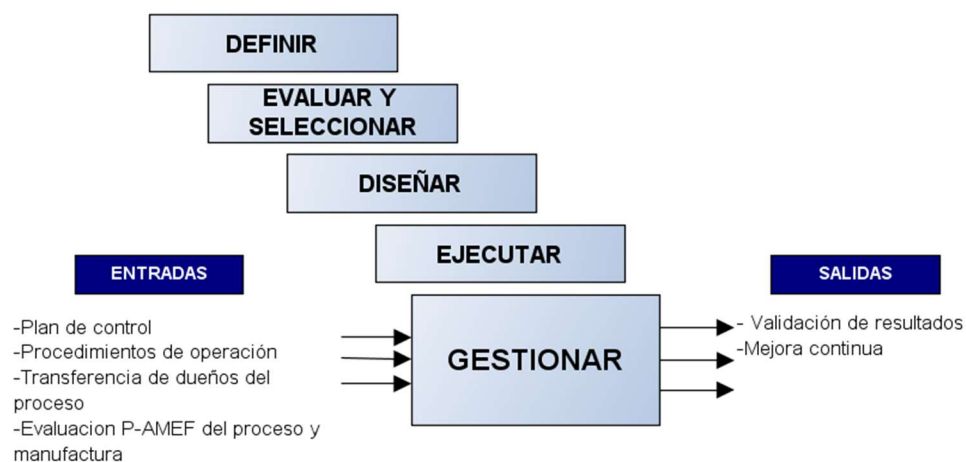 DEFINIR
EVALUAR Y
SELECCIONAR
DISEÑAR
EJECUTAR
ENTRADAS
-Plan de control
-Procedimientos de operación
-Transferencia de dueños del
proceso
-Evaluacion P-AMEF del proceso y
manufactura
GESTIONAR
SALIDAS
- Validación de resultados
-Mejora continua